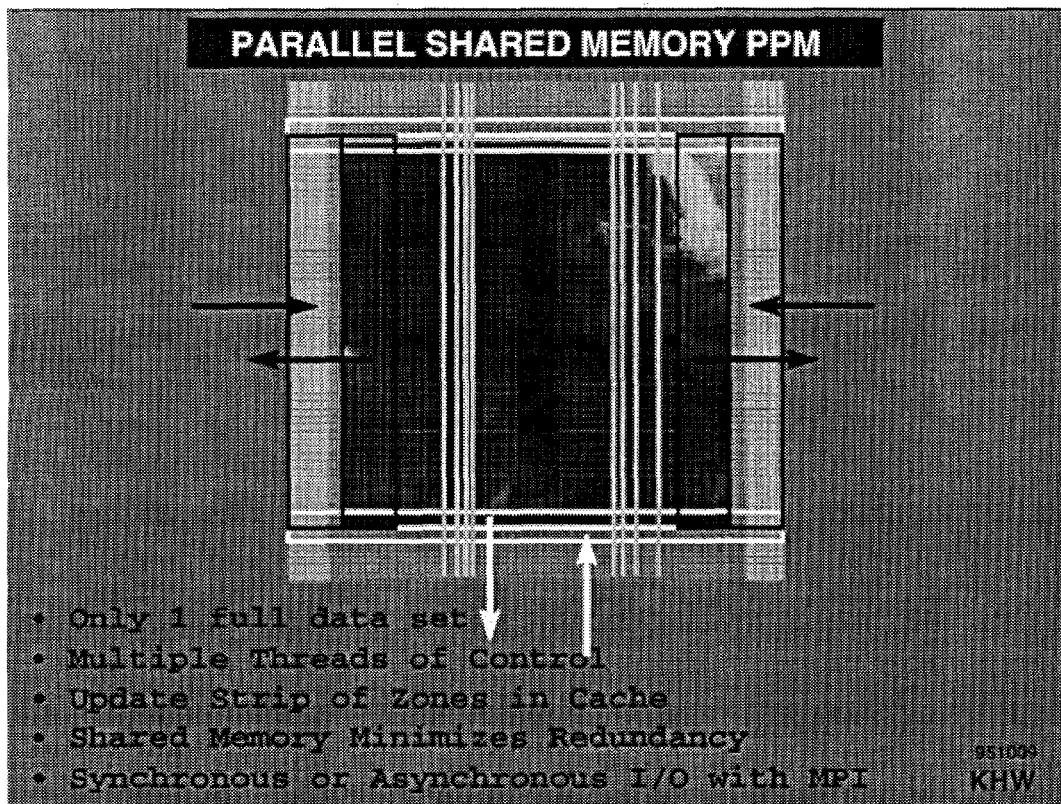 PARALLEL SHARED MEMORY PPM
• Only 1 full data set
• Multiple Threads of Control
• Update Strip of Zones in Cache
• Shared Memory Minimizes Redundancy
• Synchronous or Asynchronous I/O with MPI
951009
KHW